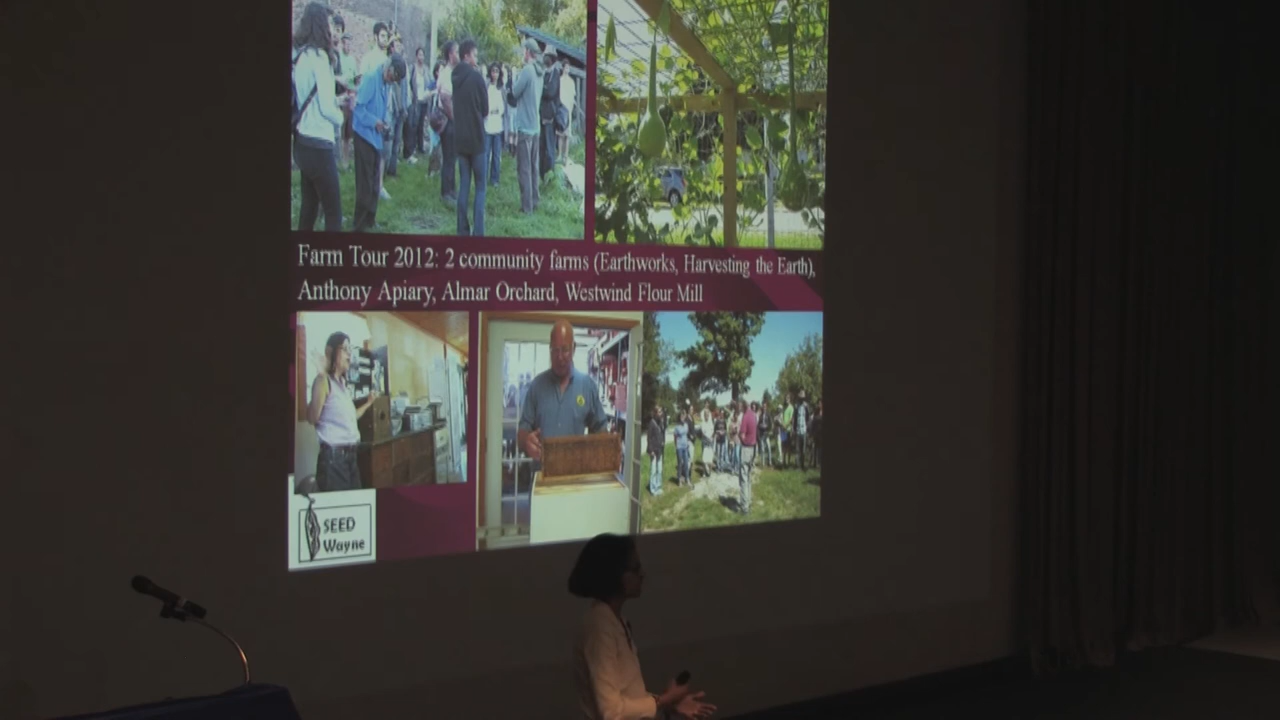 Farm Tour 2012: 2 community farms (Earthworks, Harvesting the Earth),
Anthony Apiary, Almar Orchard, Westwind Flour Mill
SEED
Wayne